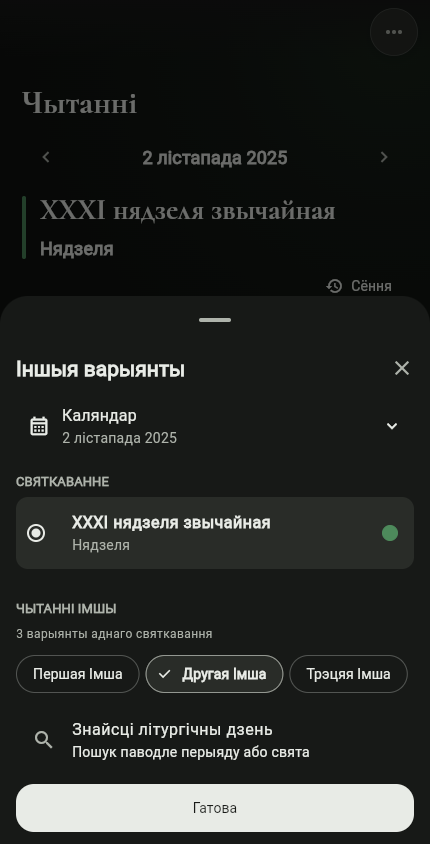 Чытанні
2 лістапада 2025
XXXI нядзеля звычайная
Нядзеля
Сёння
Іншыя варыянты
Каляндар
2 лістапада 2025
СВЯТКАВАННЕ
XXXI нядзеля звычайная
Нядзеля
ЧЫТАННІ ІМШЫ
3 варыянты аднаго святкавання
Першая Імша
Другая Імша
Трэцяя Імша
Знайсці літургічны дзень
Пошук паводле перыяду або свята
Гатова